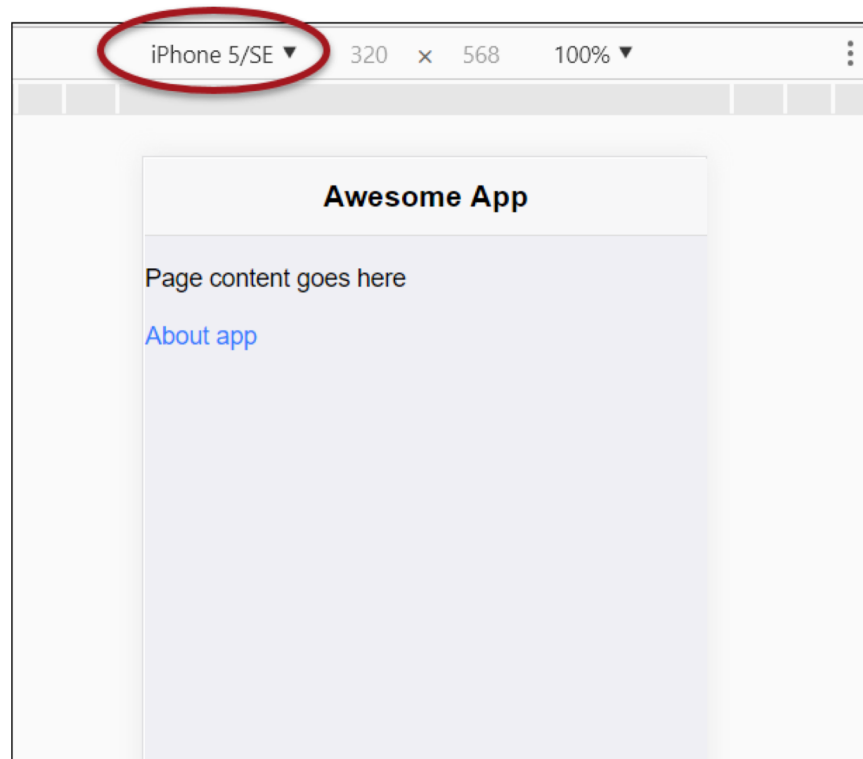 iPhone 5/SE ▼ 320 × 568 100% ▼
Awesome App
Page content goes here
About app